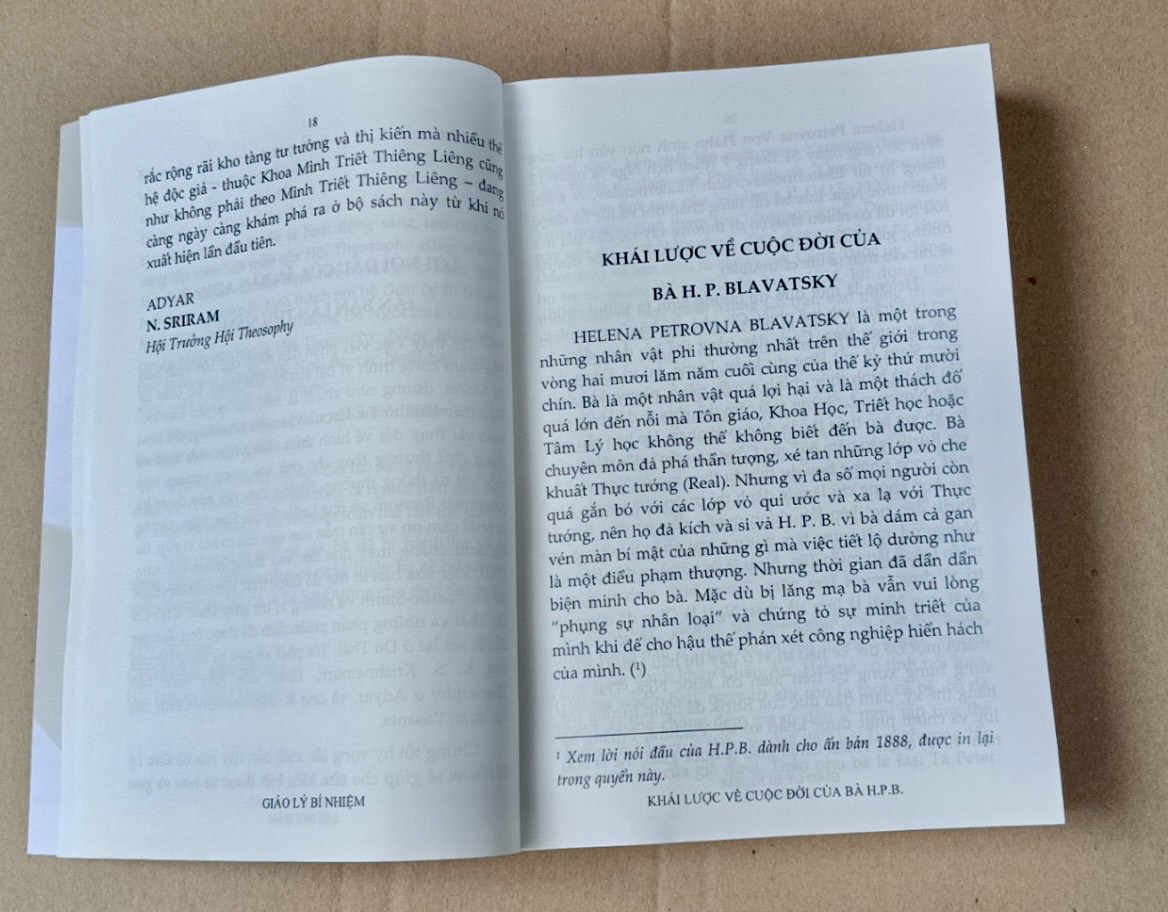 18
rắc rộng rãi kho tàng tư tưởng và thị kiến mà nhiều thế
hệ độc giả - thuộc Khoa Minh Triết Thiêng Liêng cũng
như không phải theo Minh Triết Thiêng Liêng – đang
càng ngày càng khám phá ra ở bộ sách này từ khi nó
xuất hiện lần đầu tiên.
ADYAR
N. SRIRAM
Hội Trưởng Hội Theosophy
GIÁO LÝ BÍ NHIỆM
KHÁI LƯỢC VỀ CUỘC ĐỜI CỦA
BÀ H. P. BLAVATSKY
HELENA PETROVNA BLAVATSKY là một trong
những nhân vật phi thường nhất trên thế giới trong
vòng hai mươi lăm năm cuối cùng của thế kỷ thứ mười
chín. Bà là một nhân vật quá lợi hại và là một thách đố
quá lớn đến nỗi mà Tôn giáo, Khoa Học, Triết học hoặc
Tâm Lý học không thể không biết đến bà được. Bà
chuyên môn đả phá thần tượng, xé tan những lớp vỏ che
khuất Thực tướng (Real). Nhưng vì đa số mọi người còn
quá gắn bó với các lớp vỏ qui ước và xa lạ với Thực
tướng, nên họ đả kích và sỉ vả H. P. B. vì bà dám cả gan
vén màn bí mật của những gì mà việc tiết lộ dường như
là một điều phạm thượng. Nhưng thời gian đã dần dần
biện minh cho bà. Mặc dù bị lăng mạ bà vẫn vui lòng
“phụng sự nhân loại” và chứng tỏ sự minh triết của
mình khi để cho hậu thế phán xét công nghiệp hiển hách
của mình. (¹)
¹ Xem lời nói đầu của H.P.B. dành cho ấn bản 1888, được in lại
trong quyển này.
KHÁI LƯỢC VỀ CUỘC ĐỜI CỦA BÀ H.P.B.